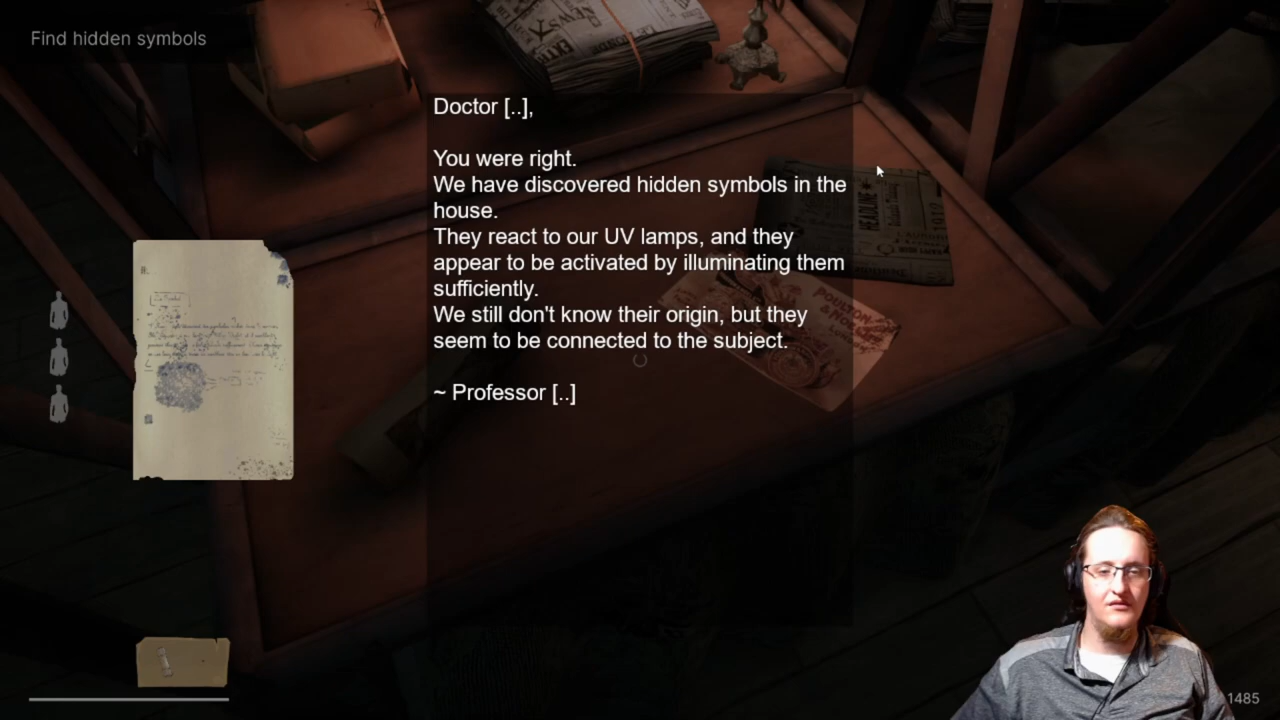 Find hidden symbols
Doctor [..],
You were right.
We have discovered hidden symbols in the
house.
They react to our UV lamps, and they
appear to be activated by illuminating them
sufficiently.
We still don't know their origin, but they
seem to be connected to the subject.
~ Professor [..]
HEADLINE
1485